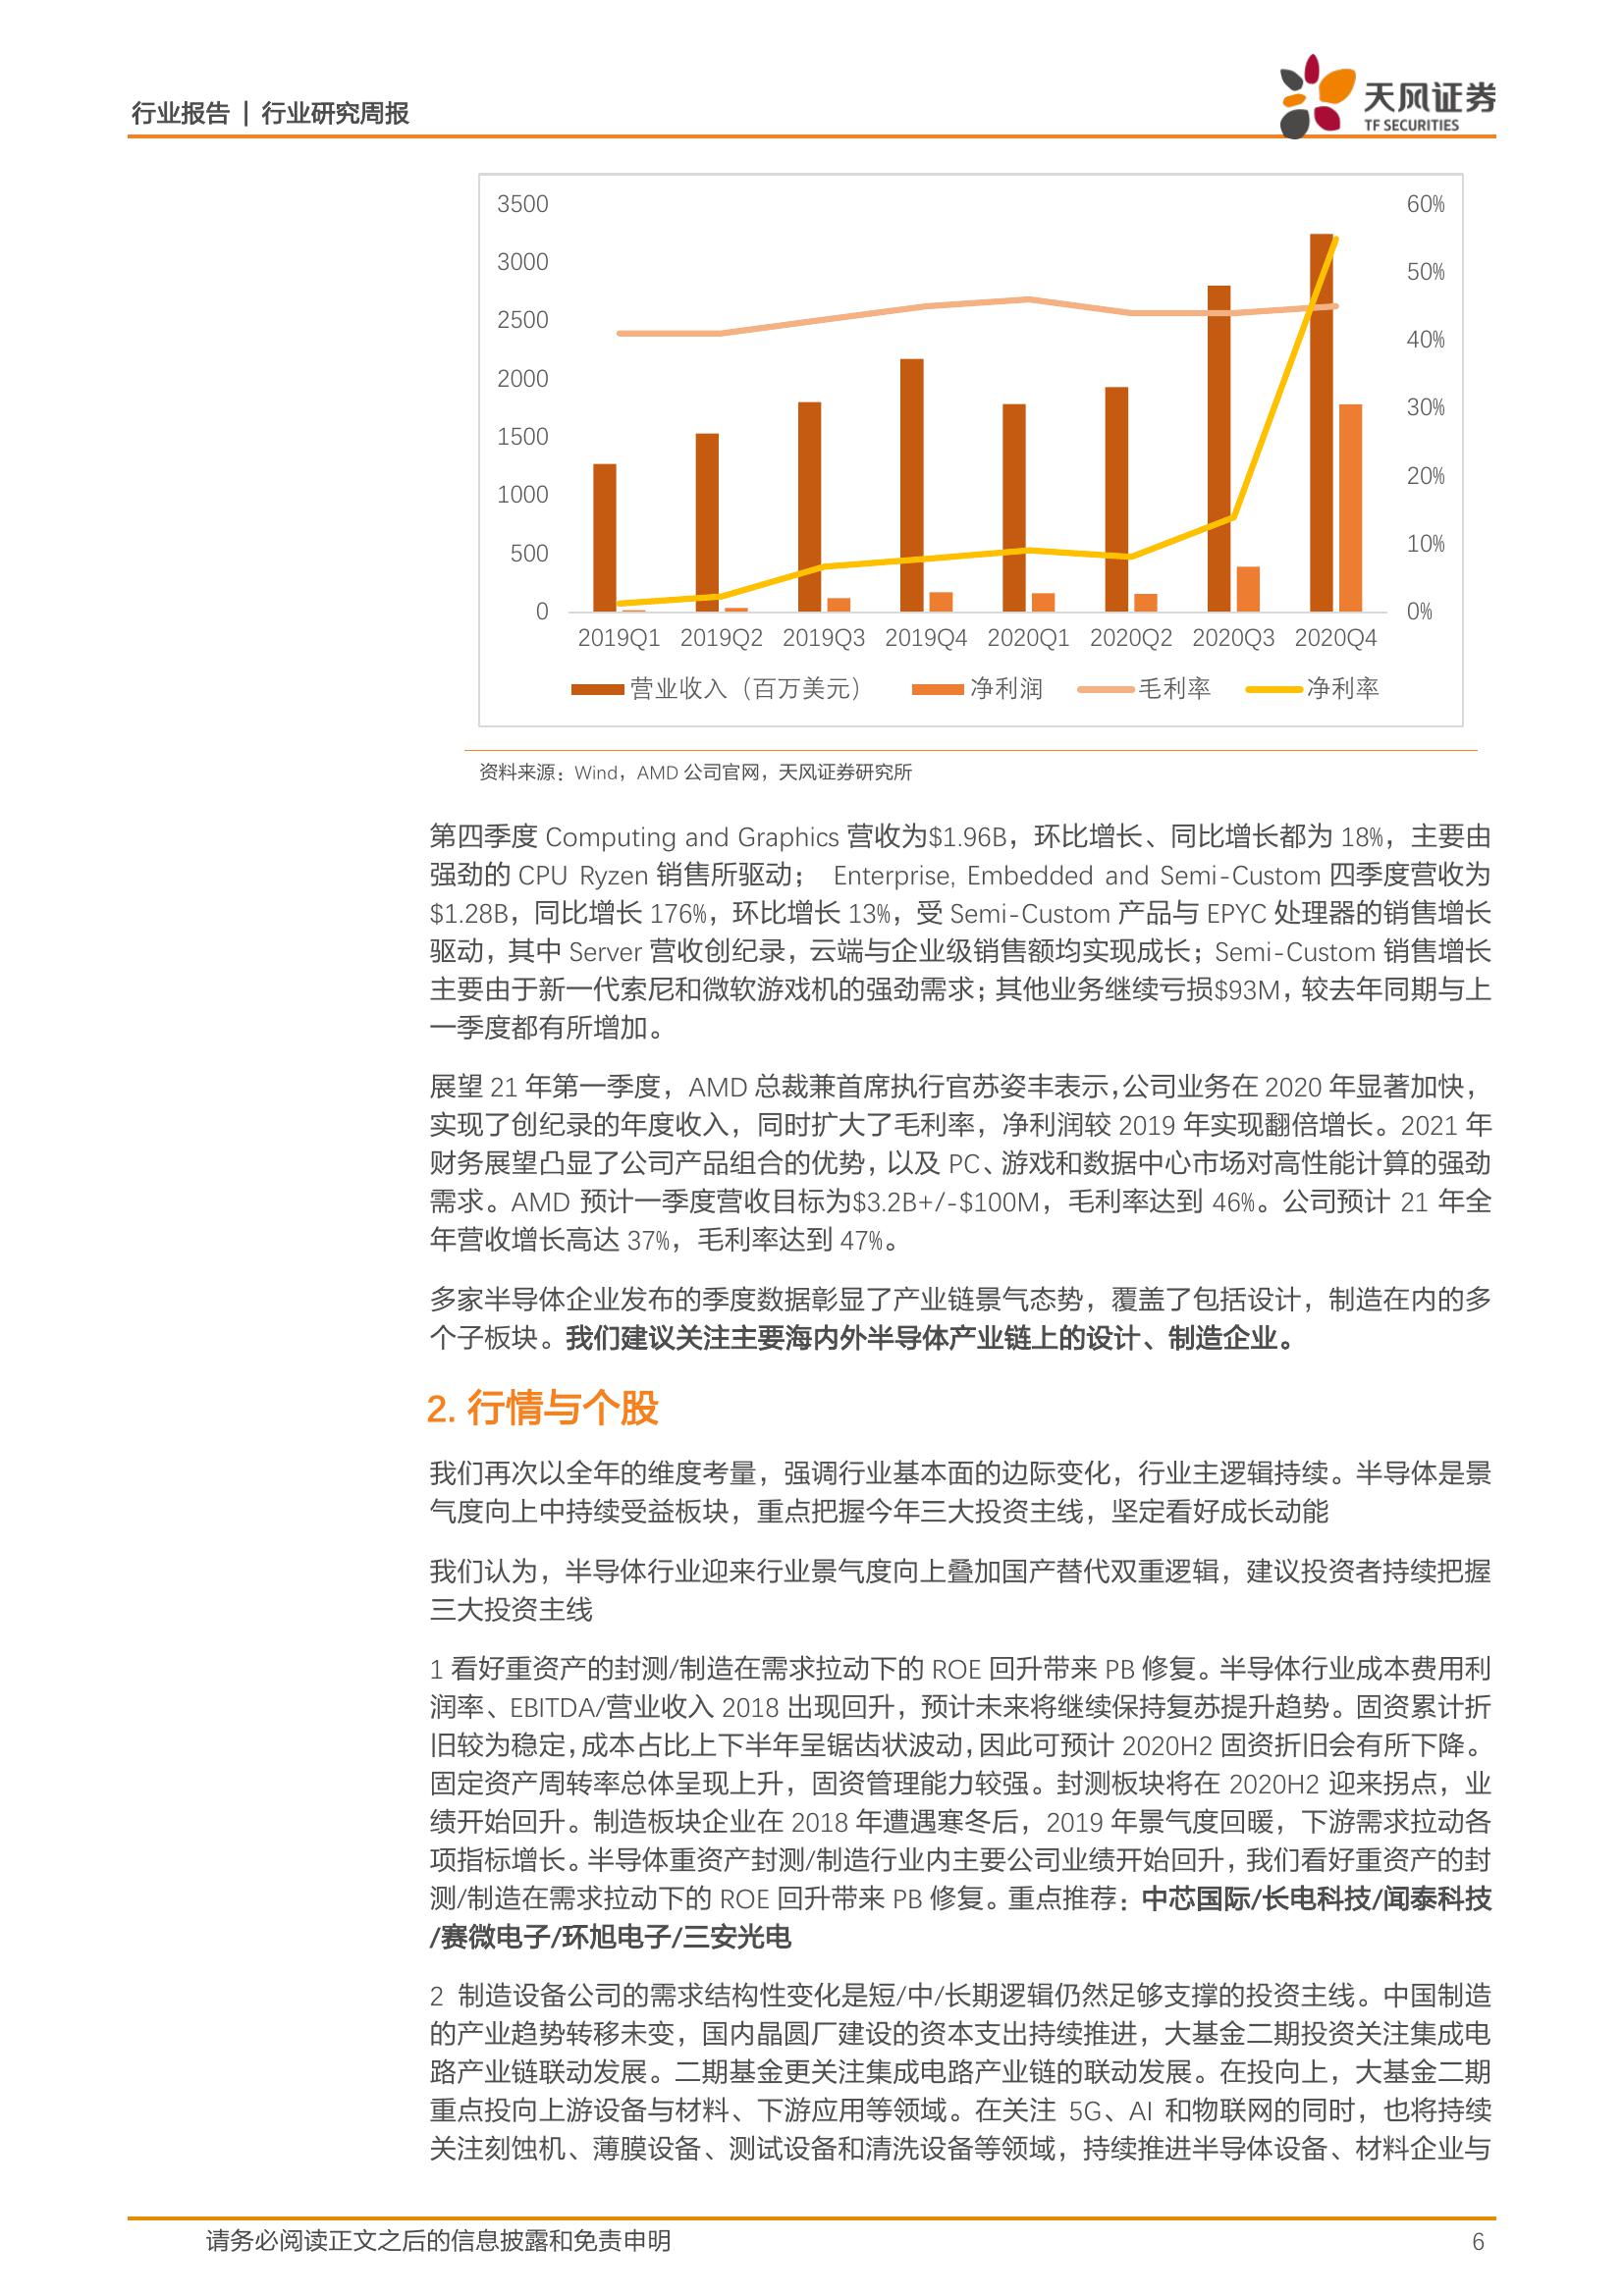 行业报告 | 行业研究周报
天风证券
TF SECURITIES
3500
3000
2500
2000
1500
1000
500
0
60%
50%
40%
30%
20%
10%
0%
2019Q1 2019Q2 2019Q3 2019Q4 2020Q1 2020Q2 2020Q3 2020Q4
营业收入（百万美元） 净利润 毛利率 净利率
资料来源：Wind，AMD 公司官网，天风证券研究所
第四季度 Computing and Graphics 营收为$1.96B，环比增长、同比增长都为 18%，主要由
强劲的 CPU Ryzen 销售所驱动； Enterprise, Embedded and Semi-Custom 四季度营收为
$1.28B，同比增长 176%，环比增长 13%，受 Semi-Custom 产品与 EPYC 处理器的销售增长
驱动，其中 Server 营收创纪录，云端与企业级销售额均实现成长；Semi-Custom 销售增长
主要由于新一代索尼和微软游戏机的强劲需求；其他业务继续亏损$93M，较去年同期与上
一季度都有所增加。
展望 21 年第一季度，AMD 总裁兼首席执行官苏姿丰表示，公司业务在 2020 年显著加快，
实现了创纪录的年度收入，同时扩大了毛利率，净利润较 2019 年实现翻倍增长。2021 年
财务展望凸显了公司产品组合的优势，以及 PC、游戏和数据中心市场对高性能计算的强劲
需求。AMD 预计一季度营收目标为$3.2B+/-$100M，毛利率达到 46%。公司预计 21 年全
年营收增长高达 37%，毛利率达到 47%。
多家半导体企业发布的季度数据彰显了产业链景气态势，覆盖了包括设计，制造在内的多
个子板块。我们建议关注主要海内外半导体产业链上的设计、制造企业。
2. 行情与个股
我们再次以全年的维度考量，强调行业基本面的边际变化，行业主逻辑持续。半导体是景
气度向上中持续受益板块，重点把握今年三大投资主线，坚定看好成长动能
我们认为，半导体行业迎来行业景气度向上叠加国产替代双重逻辑，建议投资者持续把握
三大投资主线
1 看好重资产的封测/制造在需求拉动下的 ROE 回升带来 PB 修复。半导体行业成本费用利
润率、EBITDA/营业收入 2018 出现回升，预计未来将继续保持复苏提升趋势。固资累计折
旧较为稳定，成本占比上下半年呈锯齿状波动，因此可预计 2020H2 固资折旧会有所下降。
固定资产周转率总体呈现上升，固资管理能力较强。封测板块将在 2020H2 迎来拐点，业
绩开始回升。制造板块企业在 2018 年遭遇寒冬后，2019 年景气度回暖，下游需求拉动各
项指标增长。半导体重资产封测/制造行业内主要公司业绩开始回升，我们看好重资产的封
测/制造在需求拉动下的 ROE 回升带来 PB 修复。重点推荐：中芯国际/长电科技/闻泰科技
/赛微电子/环旭电子/三安光电
2 制造设备公司的需求结构性变化是短/中/长期逻辑仍然足够支撑的投资主线。中国制造
的产业趋势转移未变，国内晶圆厂建设的资本支出持续推进，大基金二期投资关注集成电
路产业链联动发展。二期基金更关注集成电路产业链的联动发展。在投向上，大基金二期
重点投向上游设备与材料、下游应用等领域。在关注 5G、AI 和物联网的同时，也将持续
关注刻蚀机、薄膜设备、测试设备和清洗设备等领域，持续推进半导体设备、材料企业与
请务必阅读正文之后的信息披露和免责申明
6